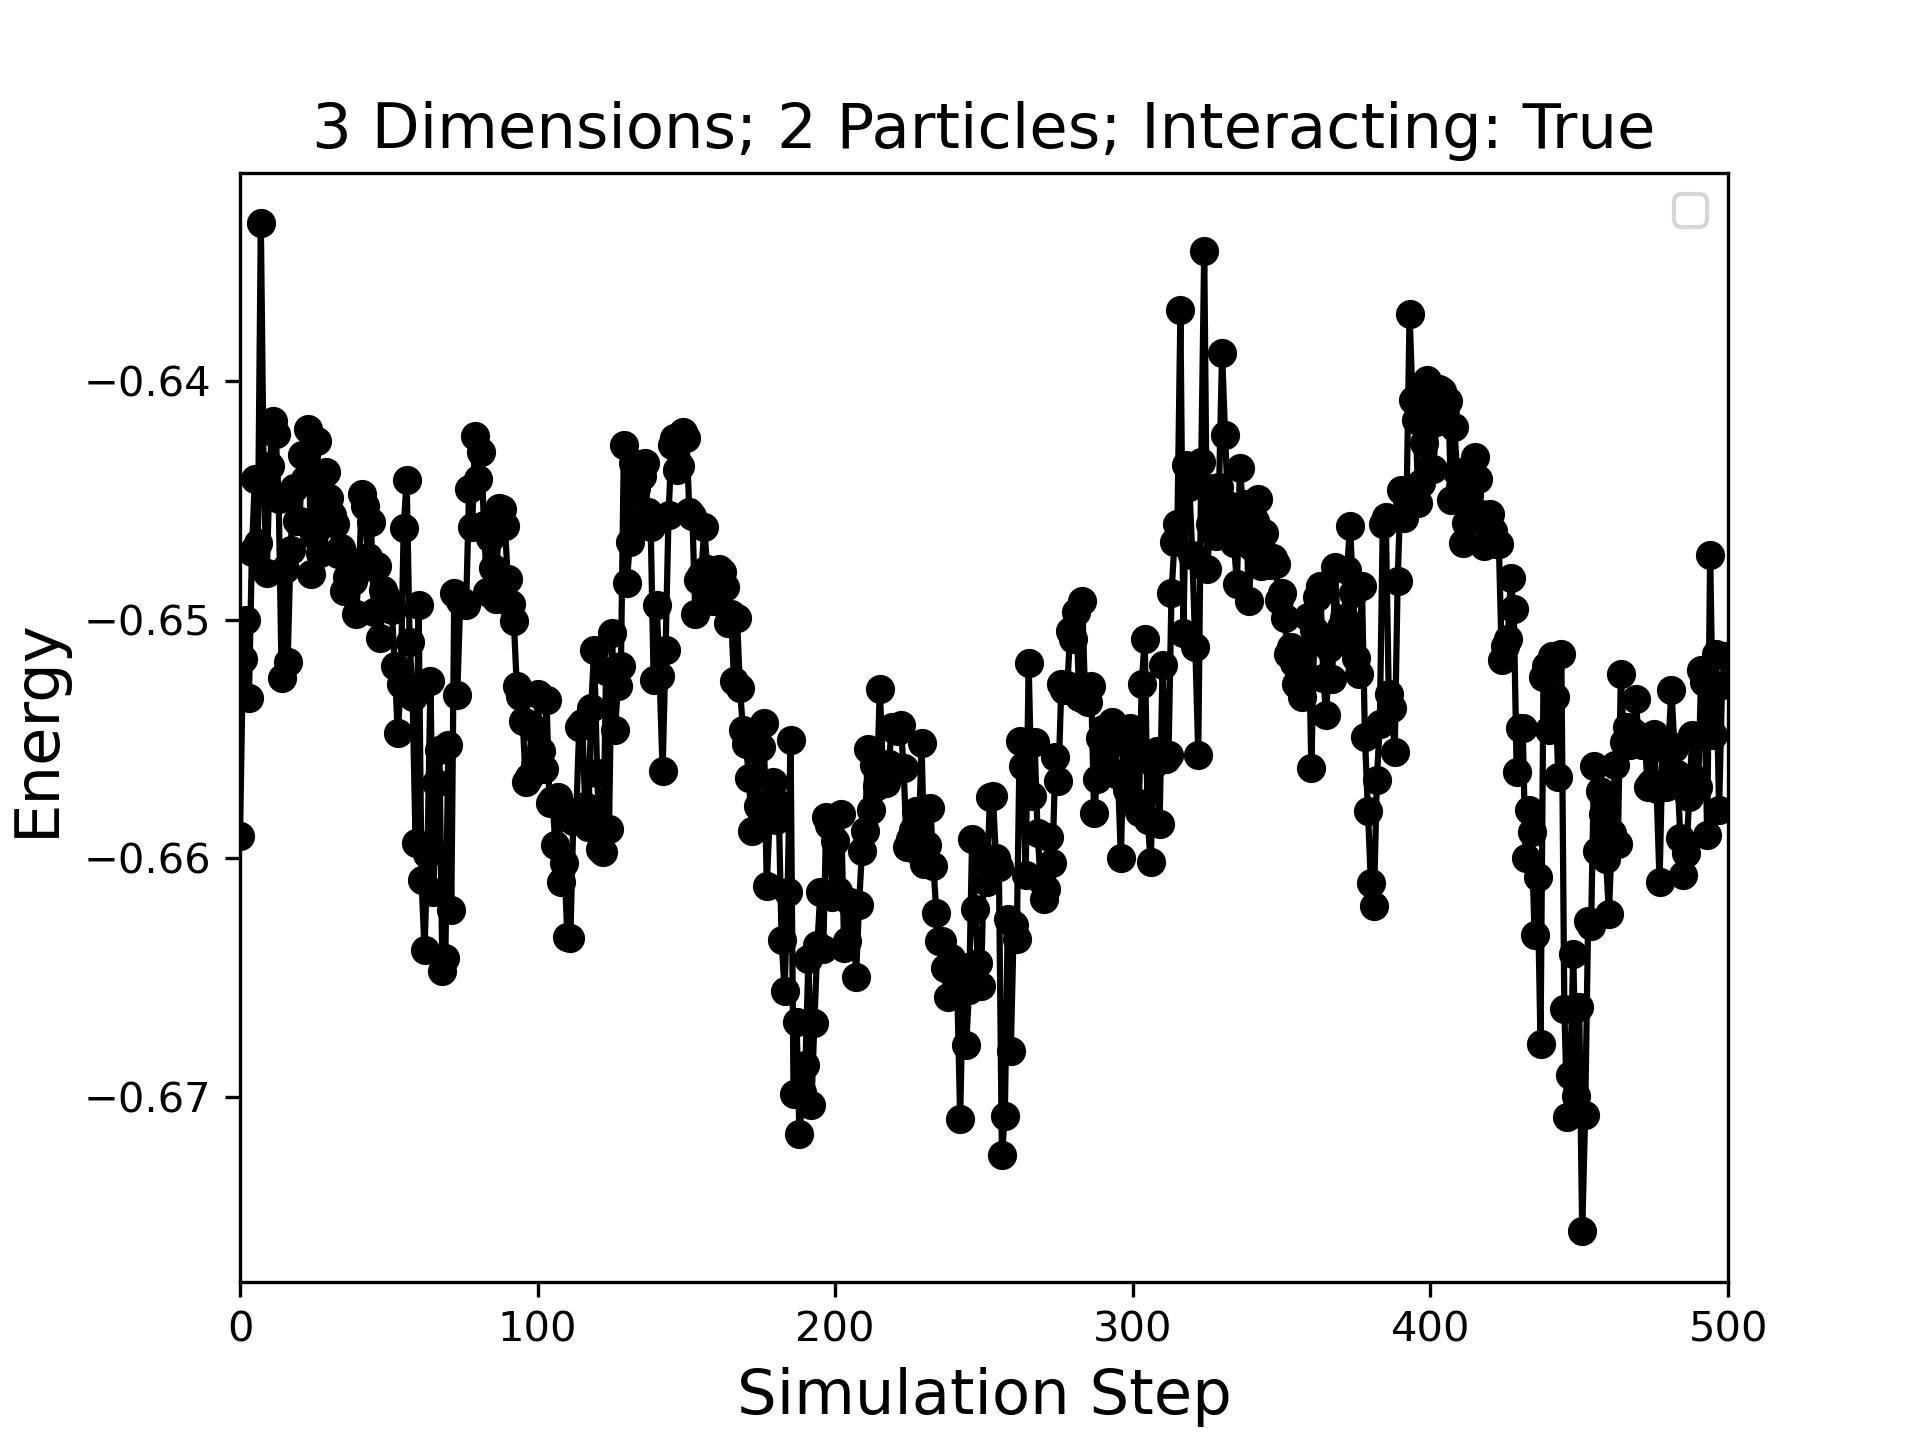 3 Dimensions; 2 Particles; Interacting: True
Energy
−0.64
−0.65
−0.66
−0.67
0 100 200 300 400 500
Simulation Step